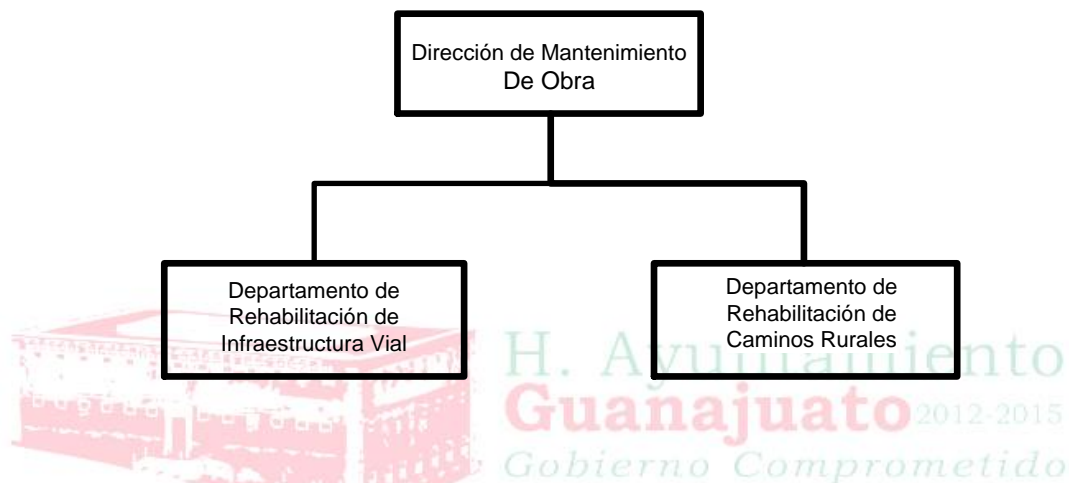 Dirección de Mantenimiento
De Obra
Departamento de
Rehabilitación de
Infraestructura Vial
Departamento de
Rehabilitación de
Caminos Rurales
H. Ayuntamiento
Guanajuato 2012-2015
Gobierno Comprometido